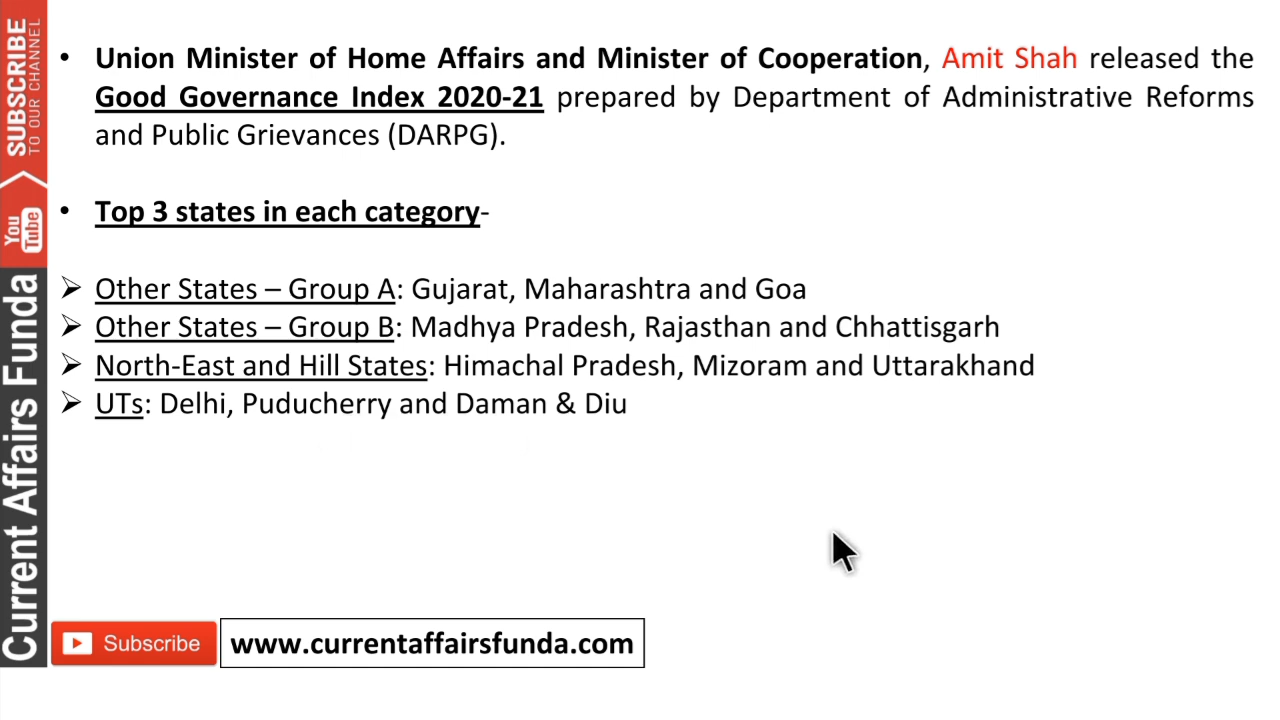 • Union Minister of Home Affairs and Minister of Cooperation, Amit Shah released the
Good Governance Index 2020-21 prepared by Department of Administrative Reforms
and Public Grievances (DARPG).
• Top 3 states in each category-
➢ Other States – Group A: Gujarat, Maharashtra and Goa
➢ Other States – Group B: Madhya Pradesh, Rajasthan and Chhattisgarh
➢ North-East and Hill States: Himachal Pradesh, Mizoram and Uttarakhand
➢ UTs: Delhi, Puducherry and Daman & Diu
SUBSCRIBE
TO OUR CHANNEL
You
Tube
Current Affairs Funda
Subscribe
www.currentaffairsfunda.com